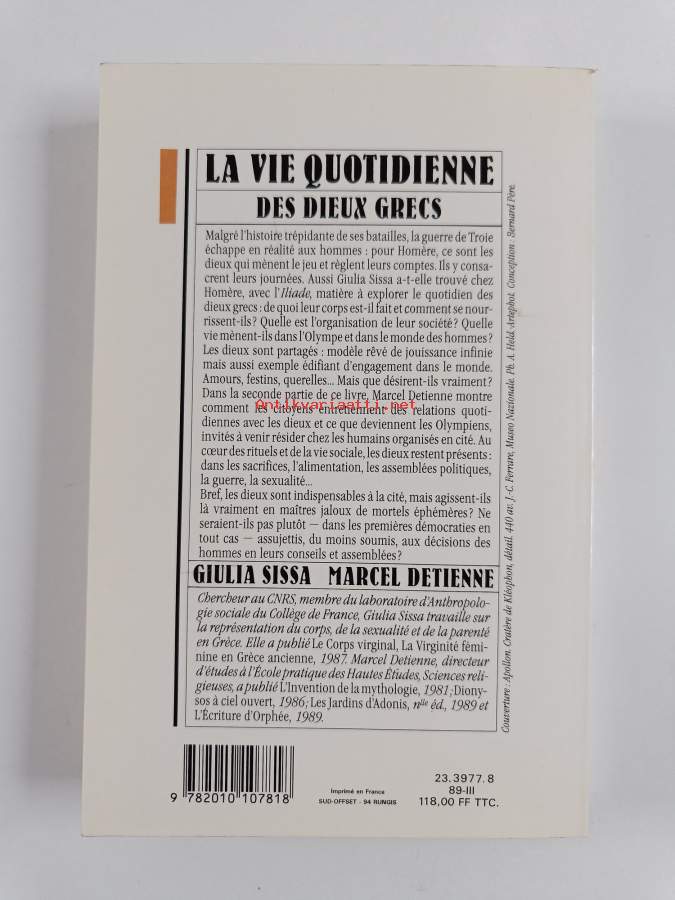 LA VIE QUOTIDIENNE
DES DIEUX GRECS
Malgré l'histoire trépidante de ses batailles, la guerre de Troie
échappe en réalité aux hommes : pour Homère, ce sont les
dieux qui mènent le jeu et règlent leurs comptes. Ils y consa-
crent leurs journées. Aussi Giulia Sissa a-t-elle trouvé chez
Homère, avec l'Iliade, matière à explorer le quotidien des
dieux grecs : de quoi leur corps est-il fait et comment se nour-
rissent-ils ? Quelle est l'organisation de leur société ? Quelle
vie mènent-ils dans l'Olympe et dans le monde des hommes ?
Les dieux sont partagés : modèle rêvé de jouissance infinie
mais aussi exemple édifiant d'engagement dans le monde.
Amours, festins, querelles... Mais que désirent-ils vraiment ?
Dans la seconde partie de ce livre, Marcel Detienne montre
comment les citoyens entretiennent des relations quoti-
diennes avec les dieux et ce que deviennent les Olympiens,
invités à venir résider chez les humains organisés en cité. Au
cœur des rituels et de la vie sociale, les dieux restent présents :
dans les sacrifices, l'alimentation, les assemblées politiques,
la guerre, la sexualité...
Bref, les dieux sont indispensables à la cité, mais agissent-ils
là vraiment en maîtres jaloux de mortels éphémères ? Ne
seraient-ils pas plutôt — dans les premières démocraties en
tout cas — assujettis, du moins soumis, aux décisions des
hommes en leurs conseils et assemblées ?
GIULIA SISSA MARCEL DETIENNE
Chercheur au CNRS, membre du laboratoire d'Anthropolo-
gie sociale du Collège de France, Giulia Sissa travaille sur
la représentation du corps, de la sexualité et de la parenté
en Grèce. Elle a publié Le Corps virginal, La Virginité fémi-
nine en Grèce ancienne, 1987. Marcel Detienne, directeur
d'études à l'École pratique des Hautes Études, Sciences reli-
gieuses, a publié L'Invention de la mythologie, 1981; Diony-
sos à ciel ouvert, 1986; Les Jardins d'Adonis, nlle éd., 1989 et
L'Écriture d'Orphée, 1989.
Couverture : Apollon. Cratère de Kléophon, détail. 440 av. J.-C. Ferrare, Museo Nazionale. Ph. A. Held. Artephot. Conception : Bernard Père.
Antikvariaatti.net
9 782010 107818
Imprimé en France
SUD-OFFSET - 94 RUNGIS
23.3977.8
89-III
118,00 FF TTC.